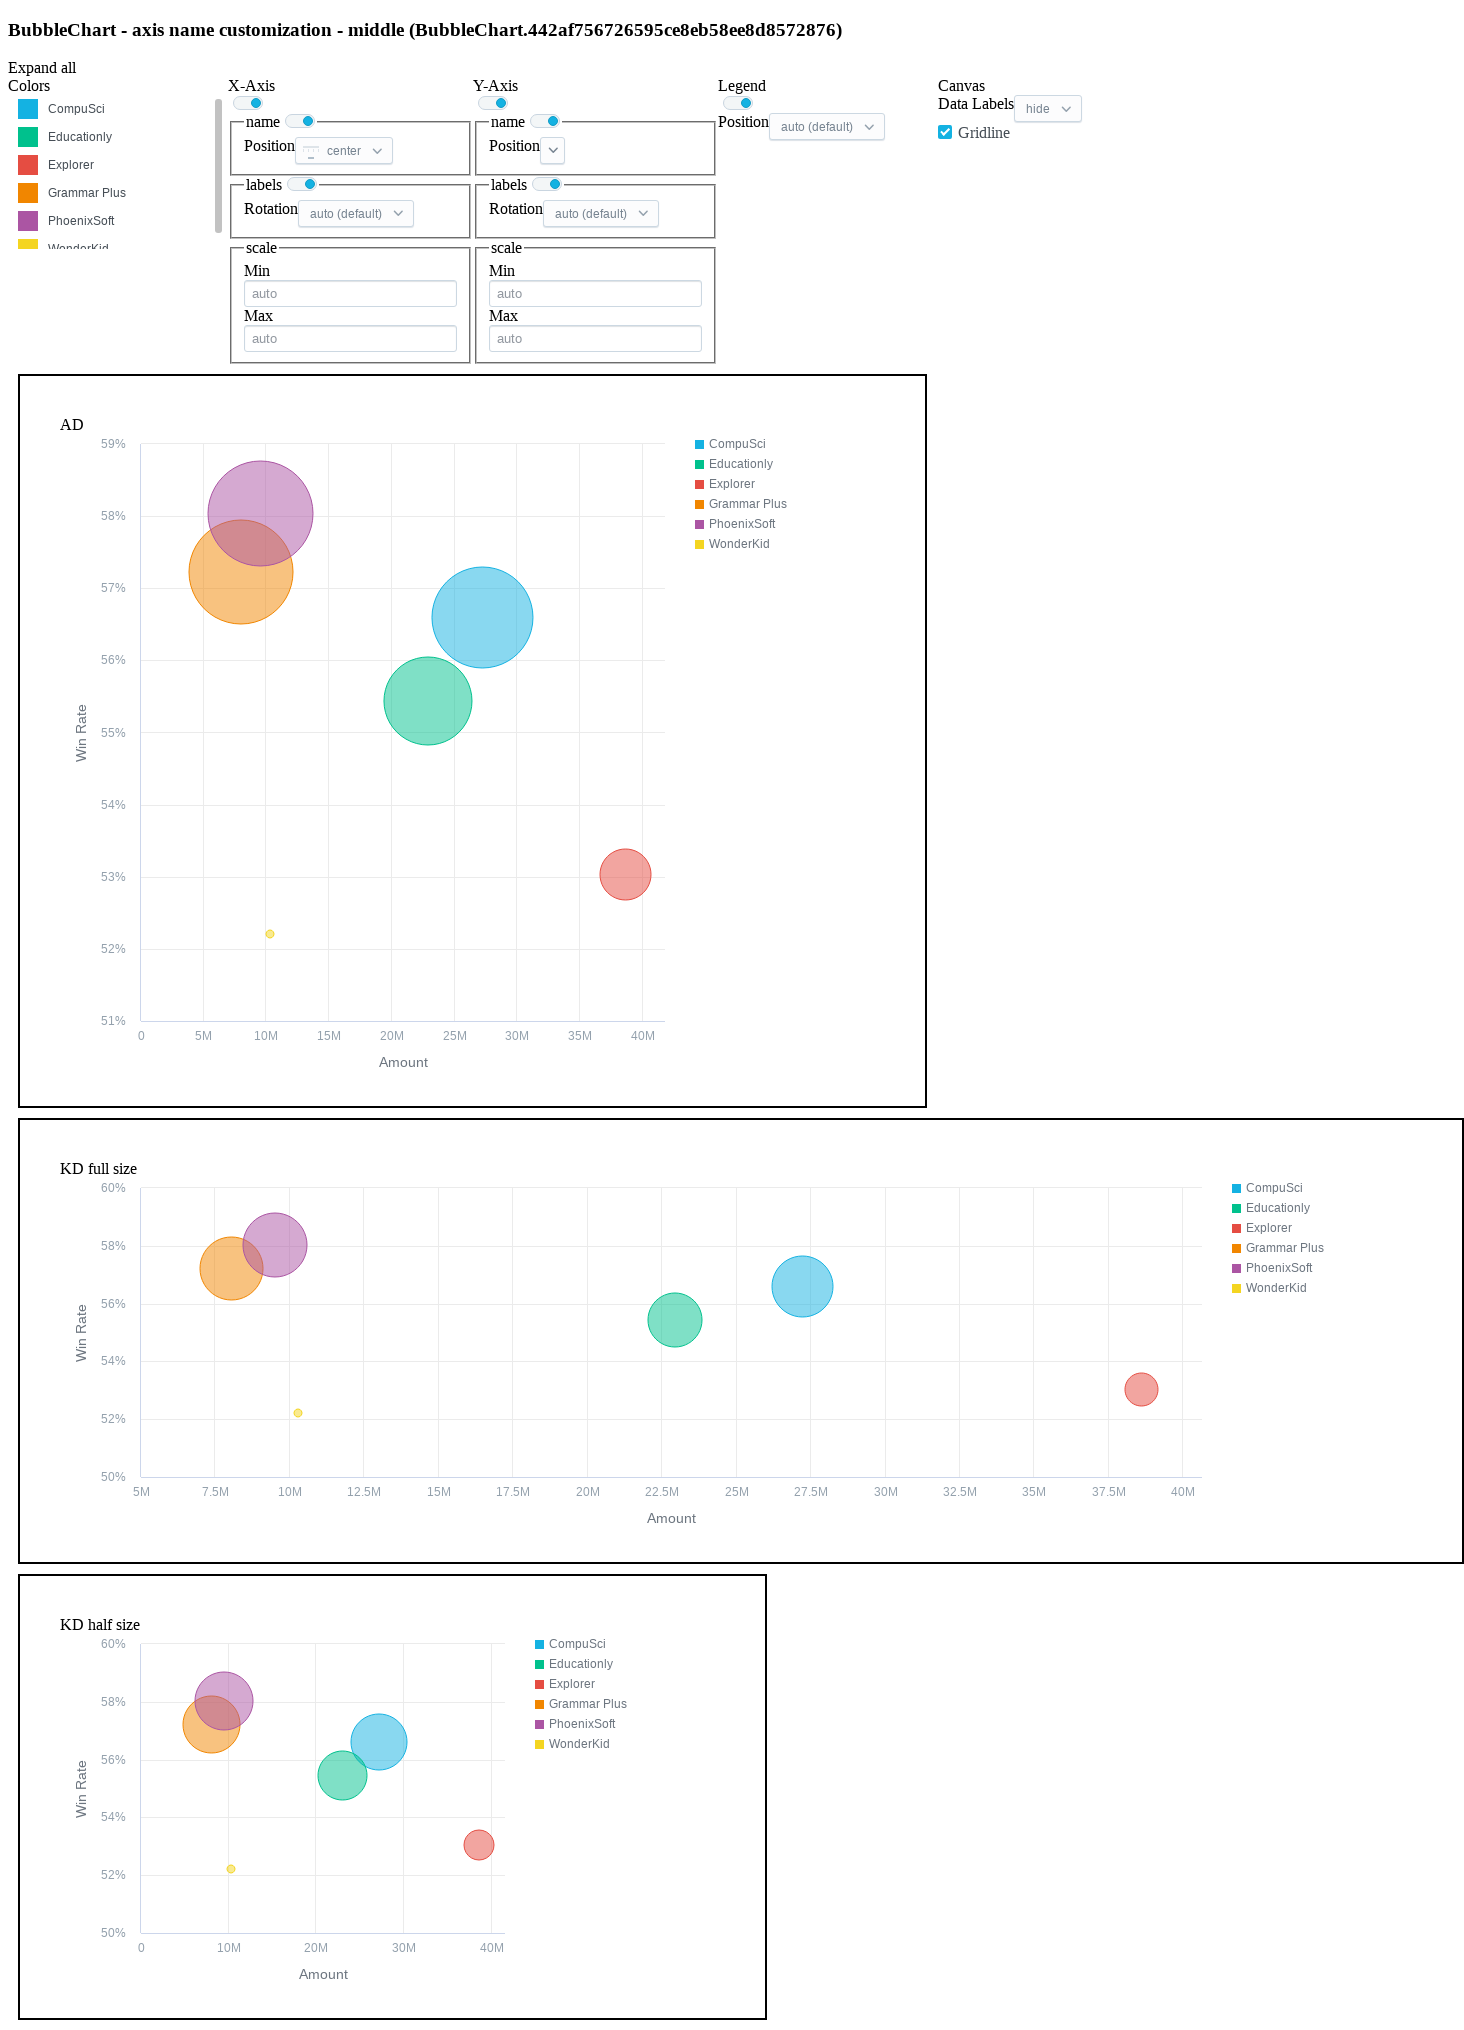 BubbleChart - axis name customization - middle (BubbleChart.442af756726595ce8eb58ee8d8572876)
Expand all
Colors
CompuSci
Educationly
Explorer
Grammar Plus
PhoenixSoft
WonderKid
X-Axis
name
Position center
labels
Rotation auto (default)
scale
Min
auto
Max
auto
Y-Axis
name
Position
labels
Rotation auto (default)
scale
Min
auto
Max
auto
Legend
Position auto (default)
Canvas
Data Labels hide
Gridline
AD
59%
58%
57%
56%
55%
54%
53%
52%
51%
Win Rate
0 5M 10M 15M 20M 25M 30M 35M 40M
Amount
CompuSci
Educationly
Explorer
Grammar Plus
PhoenixSoft
WonderKid
KD full size
60%
58%
56%
54%
52%
50%
Win Rate
5M 7.5M 10M 12.5M 15M 17.5M 20M 22.5M 25M 27.5M 30M 32.5M 35M 37.5M 40M
Amount
CompuSci
Educationly
Explorer
Grammar Plus
PhoenixSoft
WonderKid
KD half size
60%
58%
56%
54%
52%
50%
Win Rate
0 10M 20M 30M 40M
Amount
CompuSci
Educationly
Explorer
Grammar Plus
PhoenixSoft
WonderKid